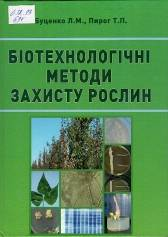 Буценко Л.М., Пирог Т.П.
БІОТЕХНОЛОГІЧНІ
МЕТОДИ
ЗАХИСТУ РОСЛИН